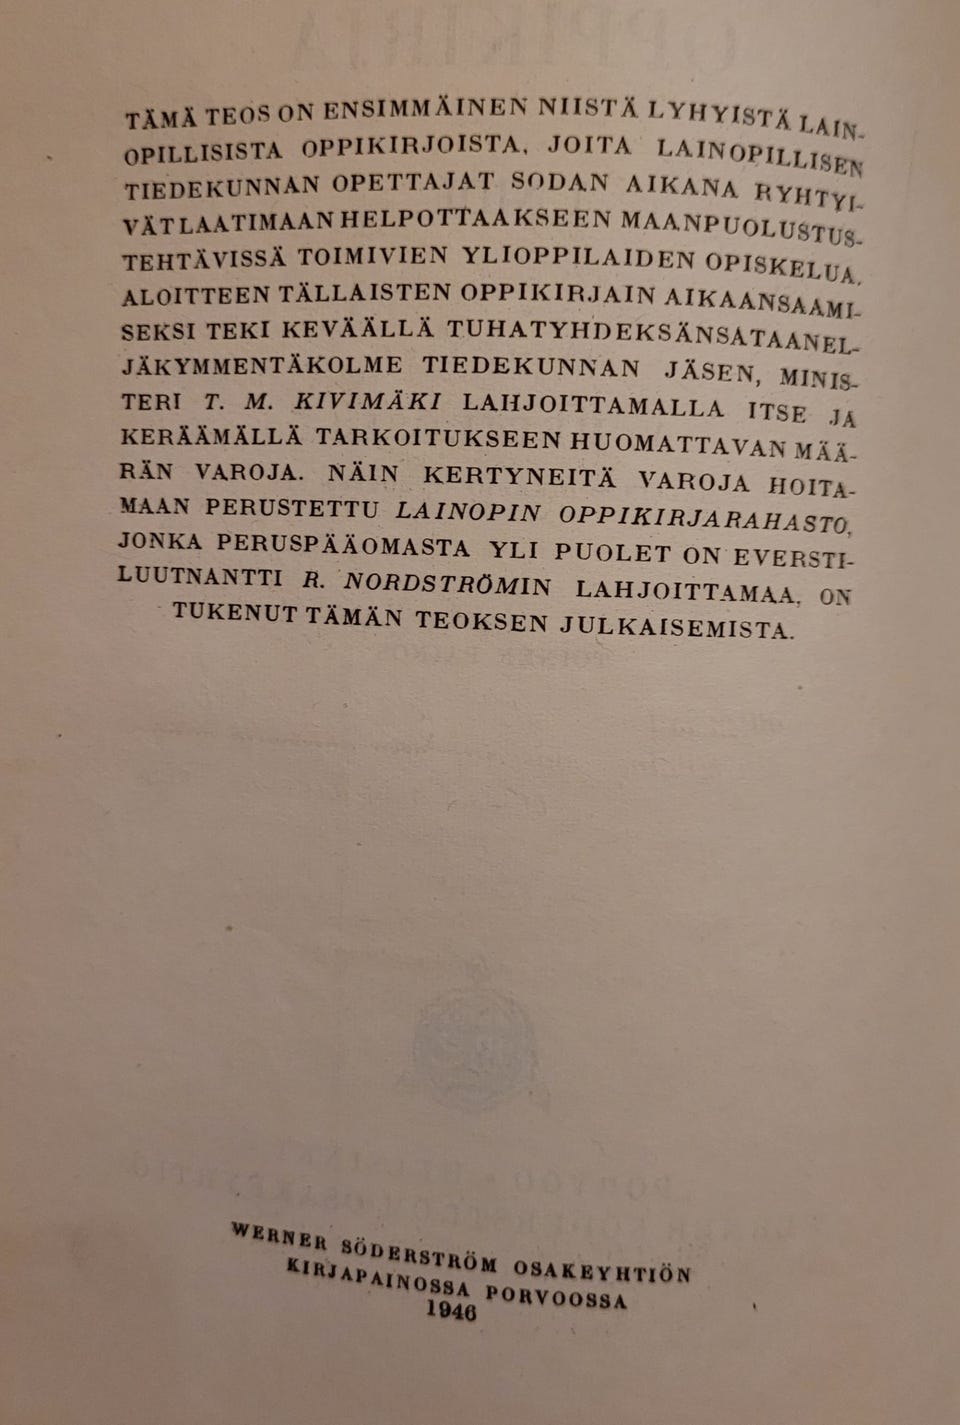 TÄMÄ TEOS ON ENSIMMÄINEN NIISTÄ LYHYISTÄ LAIN-
OPILLISISTA OPPIKIRJOISTA, JOITA LAINOPILLISEN
TIEDEKUNNAN OPETTAJAT SODAN AIKANA RYHTYI-
VÄT LAATIMAAN HELPOTTAAKSEEN MAANPUOLUSTUS-
TEHTÄVISSÄ TOIMIVIEN YLIOPPILAIDEN OPISKELUA.
ALOITTEEN TÄLLAISTEN OPPIKIRJAIN AIKAANSAAMI-
SEKSI TEKI KEVÄÄLLÄ TUHATYHDEKSÄNSATAANEL-
JÄKYMMENTÄKOLME TIEDEKUNNAN JÄSEN, MINIS-
TERI T. M. KIVIMÄKI LAHJOITTAMALLA ITSE JA
KERÄÄMÄLLÄ TARKOITUKSEEN HUOMATTAVAN MÄÄ-
RÄN VAROJA. NÄIN KERTYNEITÄ VAROJA HOITA-
MAAN PERUSTETTU LAINOPIN OPPIKIRJARAHASTO,
JONKA PERUSPÄÄOMASTA YLI PUOLET ON EVERSTI-
LUUTNANTTI R. NORDSTRÖMIN LAHJOITTAMAA, ON
TUKENUT TÄMÄN TEOKSEN JULKAISEMISTA.
WERNER SÖDERSTRÖM OSAKEYHTIÖN
KIRJAPAINOSSA PORVOOSSA
1946